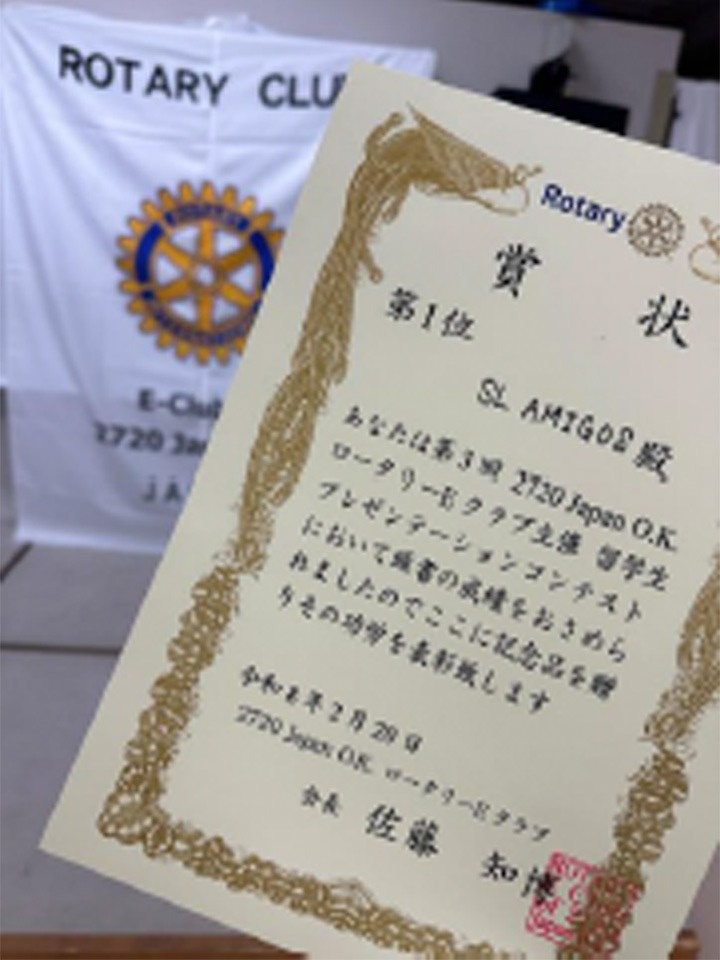 ROTARY CLU
E-Club
2720 Ja
JA
Rotary
賞 状
第1位
SL AMIGOS 殿
あなたは第3回 2720 Japan O.K.
ロータリーEクラブ主催 留学生
プレゼンテーションコンテスト
において頭書の成績をおさめら
れましたのでここに記念品を贈
りその功労を表彰致します
令和 年2月2 日
2720 Japan O.K. ロータリーEクラブ
会長 佐藤 知博